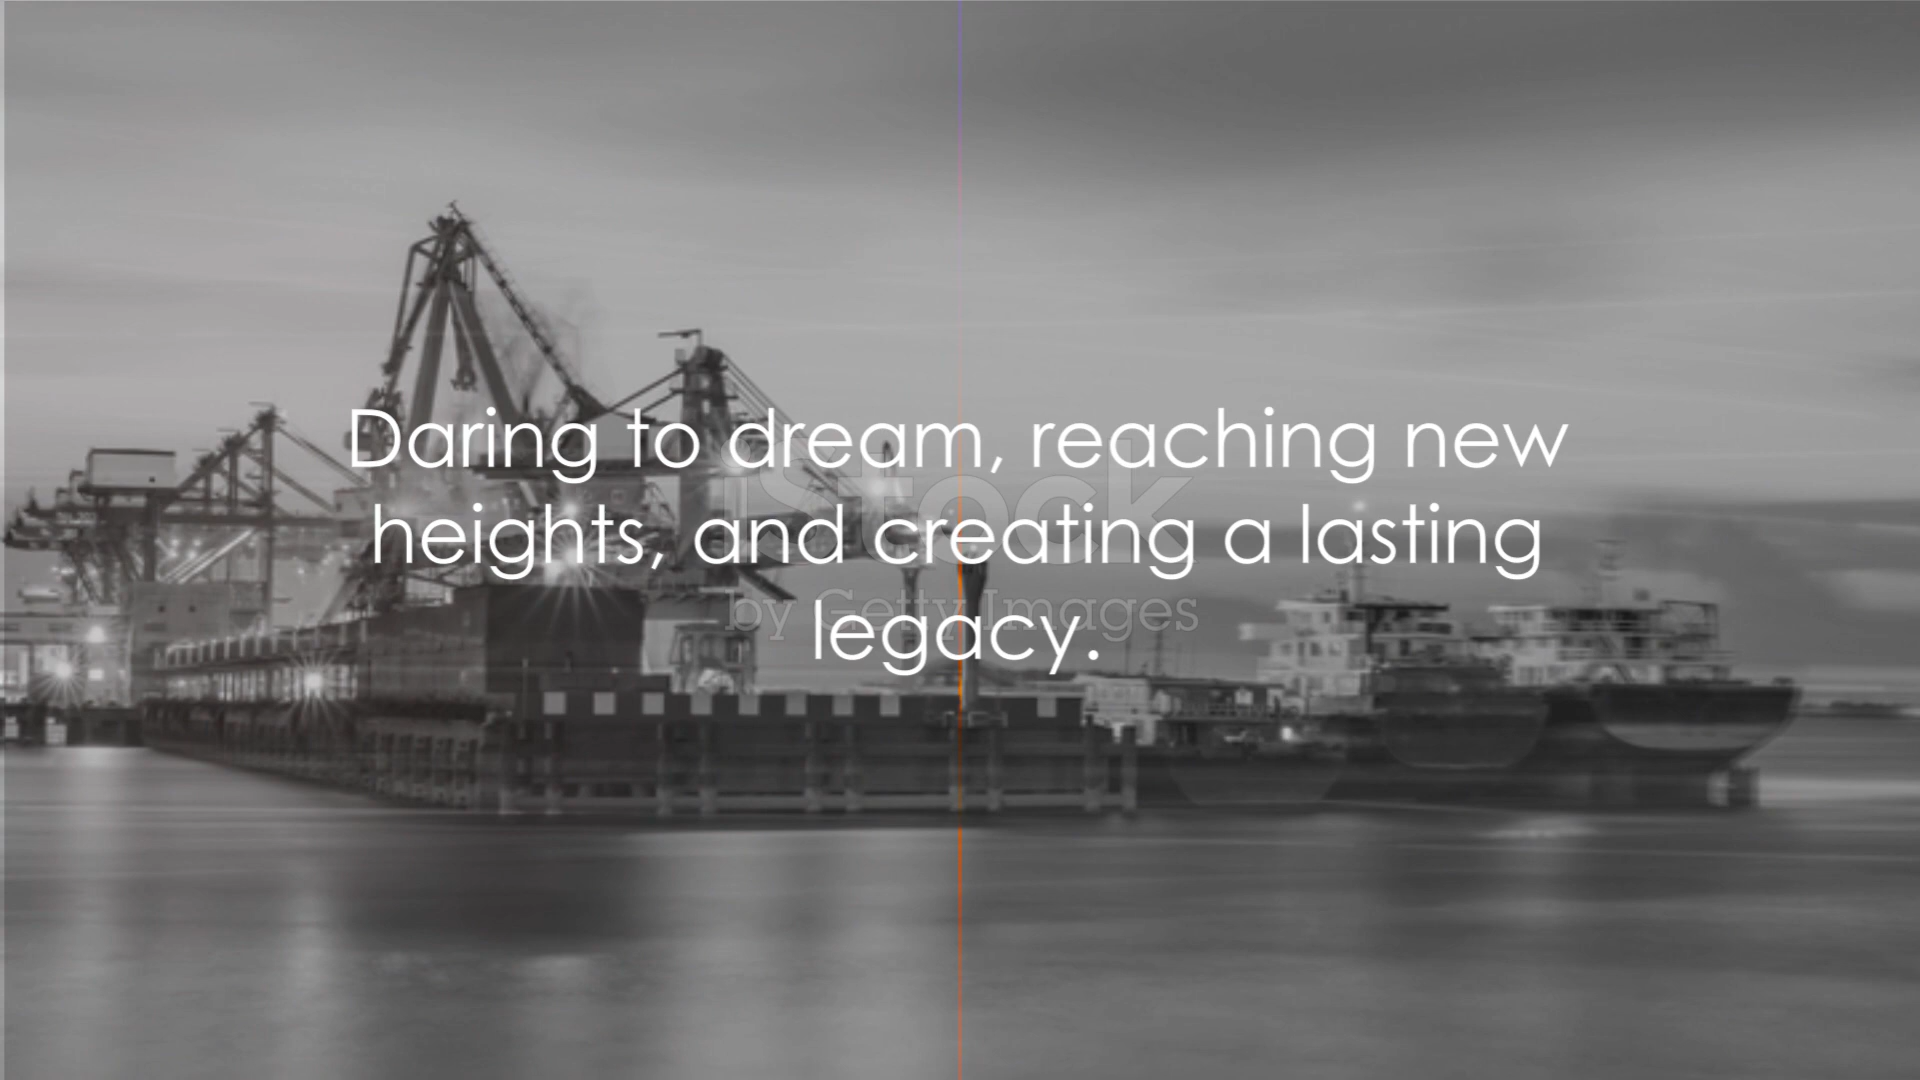 Daring to dream, reaching new
heights, and creating a lasting
legacy.
iStock
by Getty Images